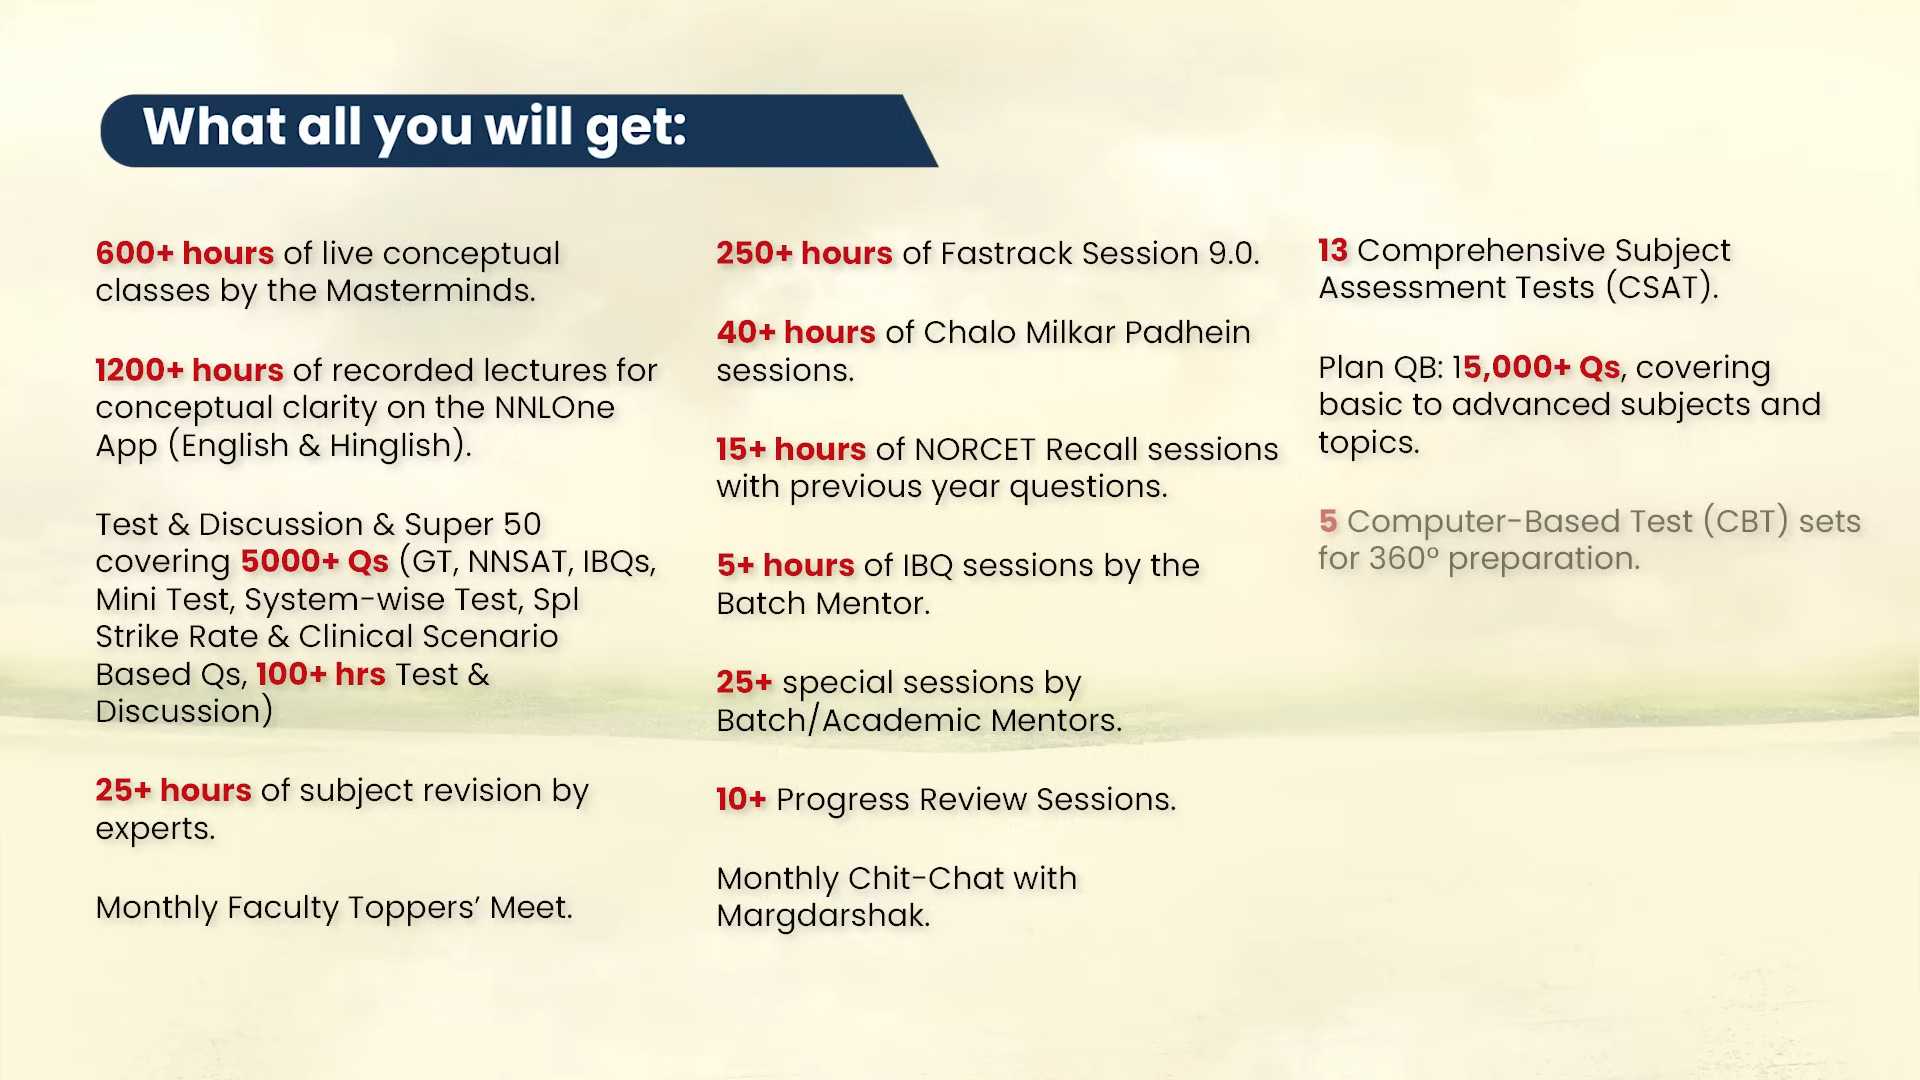 What all you will get:
600+ hours of live conceptual
classes by the Masterminds.
1200+ hours of recorded lectures for
conceptual clarity on the NNLOne
App (English & Hinglish).
Test & Discussion & Super 50
covering 5000+ Qs (GT, NNSAT, IBQs,
Mini Test, System-wise Test, Spl
Strike Rate & Clinical Scenario
Based Qs, 100+ hrs Test &
Discussion)
25+ hours of subject revision by
experts.
Monthly Faculty Toppers’ Meet.
250+ hours of Fastrack Session 9.0.
40+ hours of Chalo Milkar Padhein
sessions.
15+ hours of NORCET Recall sessions
with previous year questions.
5+ hours of IBQ sessions by the
Batch Mentor.
25+ special sessions by
Batch/Academic Mentors.
10+ Progress Review Sessions.
Monthly Chit-Chat with
Margdarshak.
13 Comprehensive Subject
Assessment Tests (CSAT).
Plan QB: 15,000+ Qs, covering
basic to advanced subjects and
topics.
5 Computer-Based Test (CBT) sets
for 360° preparation.